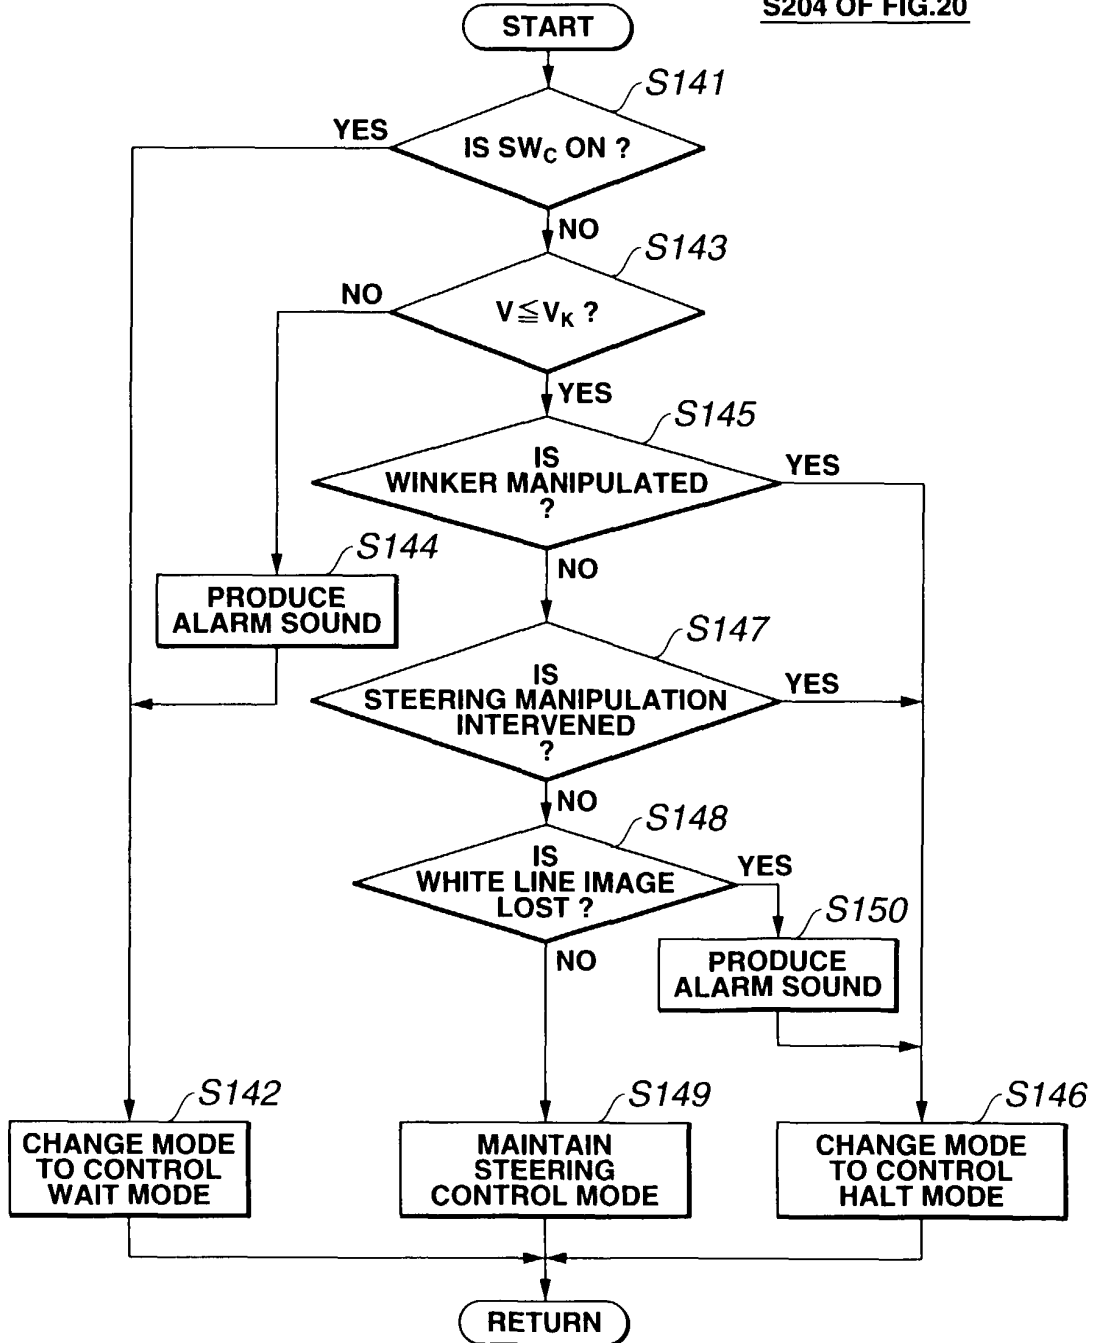 S204 OF FIG.20
START
S141
YES
IS SWC ON ?
NO
S143
NO
V≦VK ?
YES
S145
IS
WINKER MANIPULATED
?
YES
NO
S144
PRODUCE
ALARM SOUND
S147
IS
STEERING MANIPULATION
INTERVENED
?
YES
NO
S148
IS
WHITE LINE IMAGE
LOST ?
YES
NO
S150
PRODUCE
ALARM SOUND
S142
CHANGE MODE
TO CONTROL
WAIT MODE
S149
MAINTAIN
STEERING
CONTROL MODE
S146
CHANGE MODE
TO CONTROL
HALT MODE
RETURN